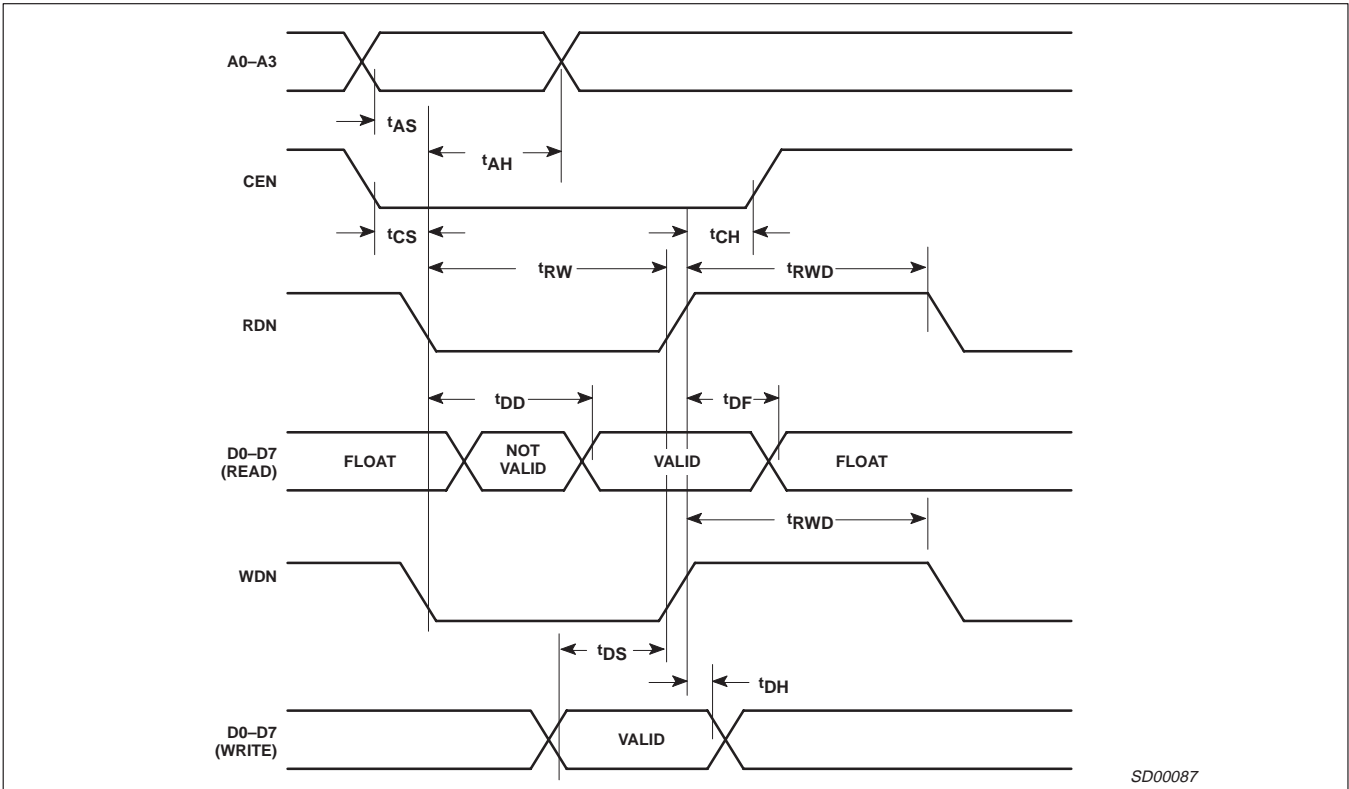 A0–A3
tAS
tAH
CEN
tCS
tCH
tRW
tRWD
RDN
tDD
tDF
D0–D7
(READ)
FLOAT
NOT
VALID
VALID
FLOAT
tRWD
WDN
tDS
tDH
D0–D7
(WRITE)
VALID
SD00087